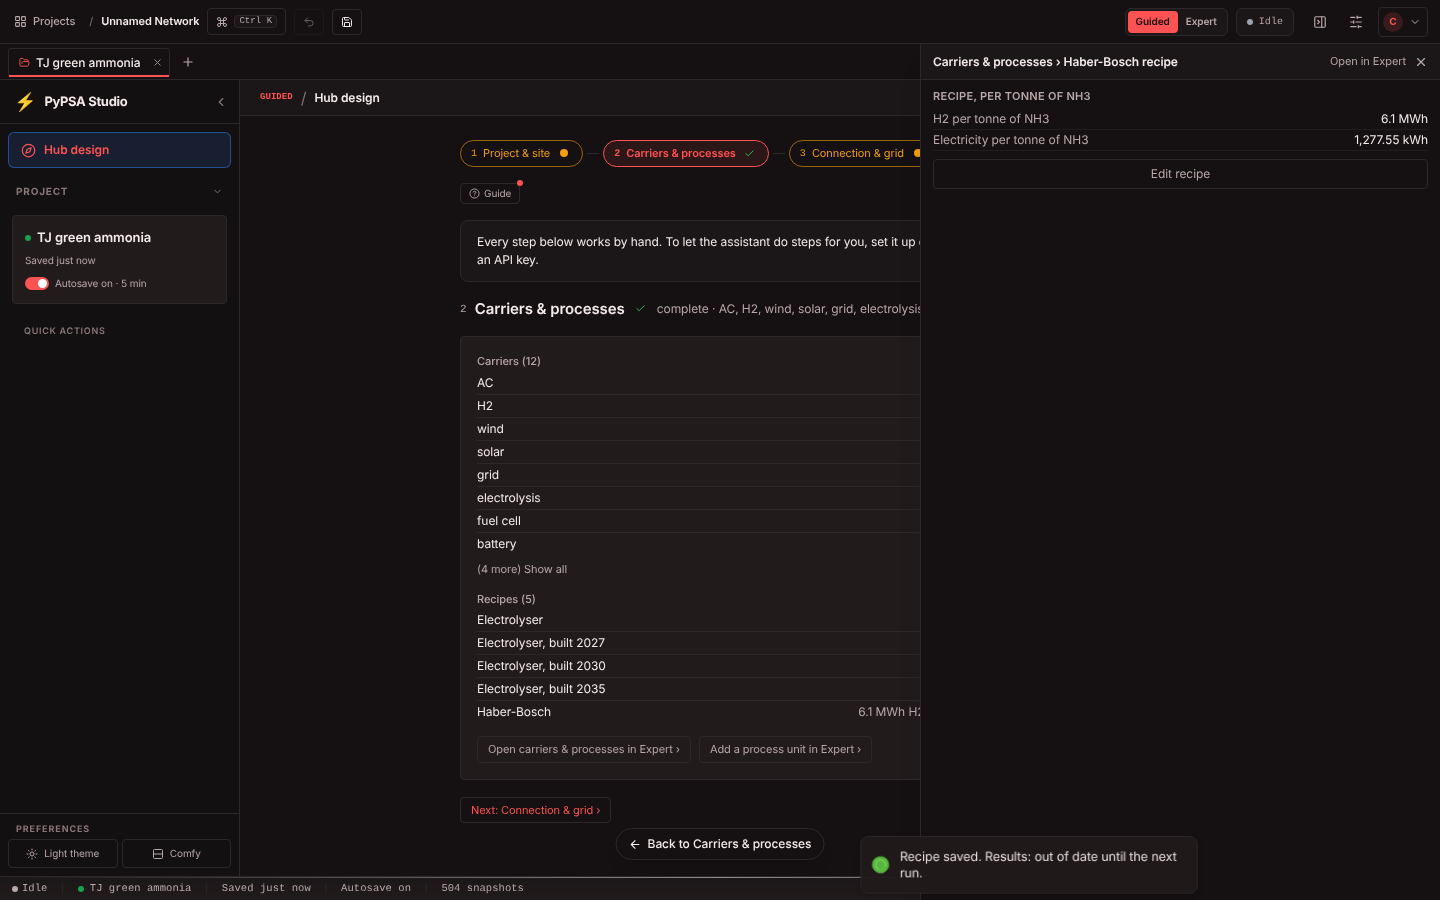 Projects / Unnamed Network Ctrl K Guided Expert Idle C
TJ green ammonia
PyPSA Studio
Hub design
PROJECT
TJ green ammonia
Saved just now
Autosave on · 5 min
QUICK ACTIONS
PREFERENCES
Light theme Comfy
GUIDED / Hub design
1 Project & site 2 Carriers & processes 3 Connection & grid
Guide
Every step below works by hand. To let the assistant do steps for you, set it up
an API key.
2 Carriers & processes complete · AC, H2, wind, solar, grid, electrolysis
Carriers (12)
AC
H2
wind
solar
grid
electrolysis
fuel cell
battery
(4 more) Show all
Recipes (5)
Electrolyser
Electrolyser, built 2027
Electrolyser, built 2030
Electrolyser, built 2035
Haber-Bosch 6.1 MWh H2
Open carriers & processes in Expert › Add a process unit in Expert ›
Next: Connection & grid ›
← Back to Carriers & processes
Carriers & processes › Haber-Bosch recipe Open in Expert
RECIPE, PER TONNE OF NH3
H2 per tonne of NH3 6.1 MWh
Electricity per tonne of NH3 1,277.55 kWh
Edit recipe
Recipe saved. Results: out of date until the next
run.
Idle TJ green ammonia Saved just now Autosave on 504 snapshots